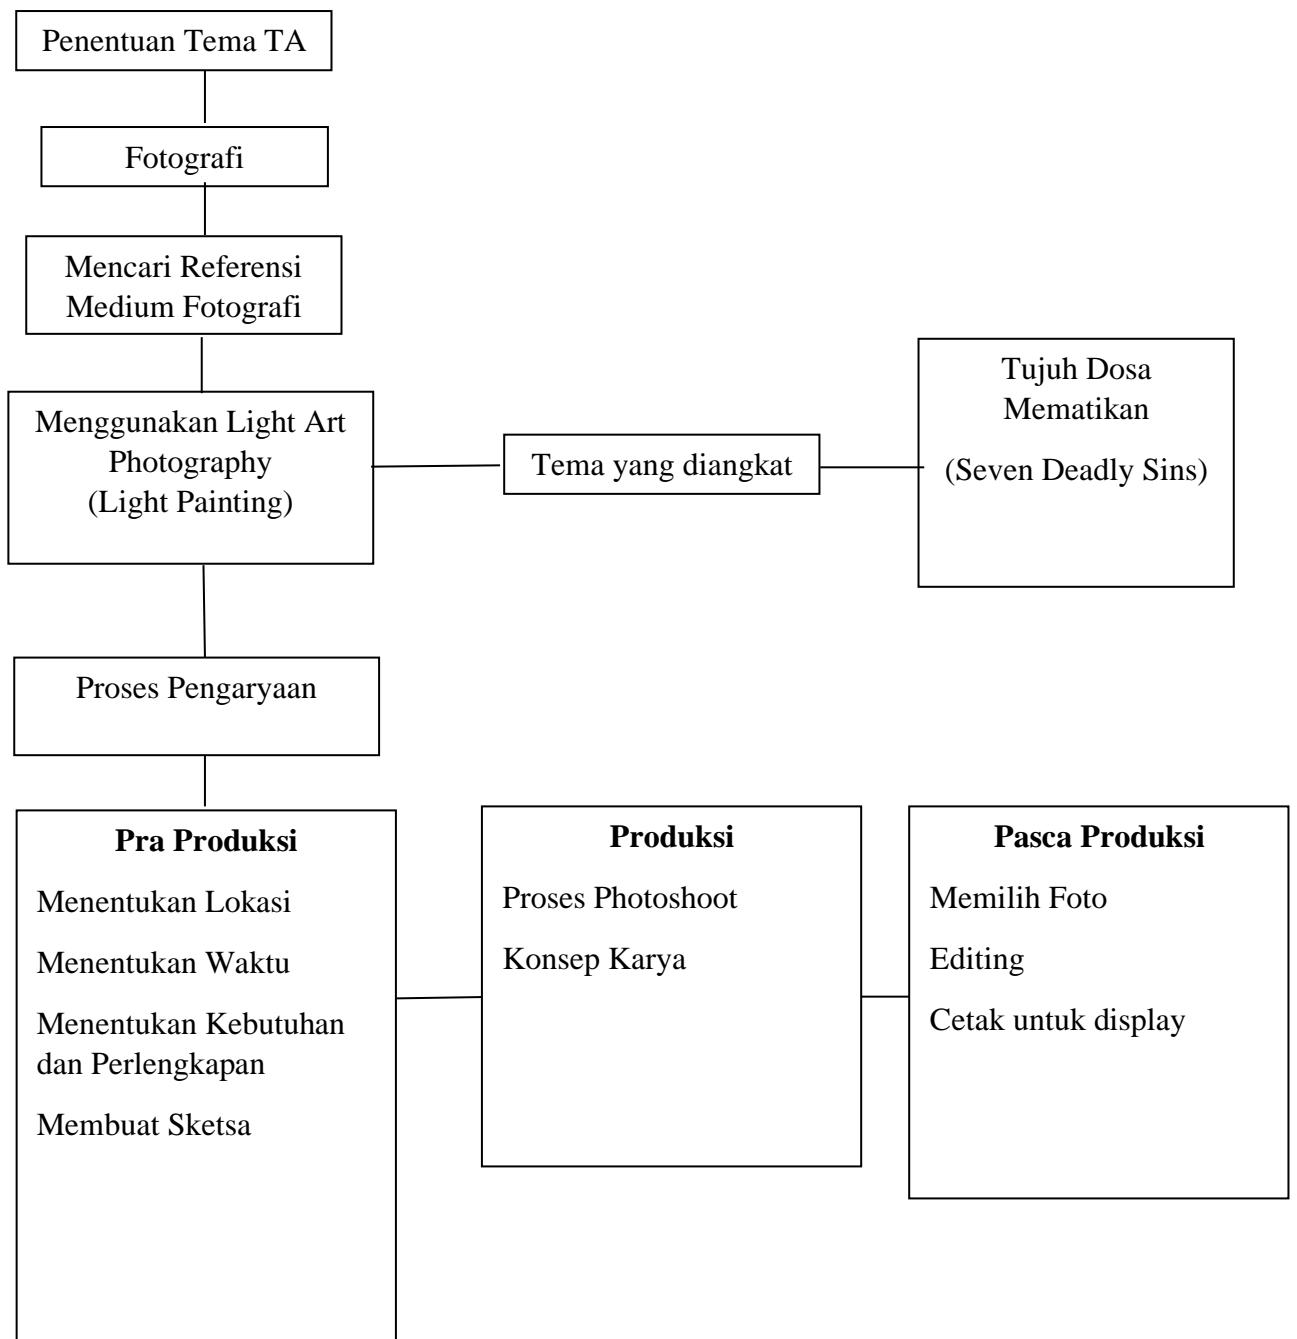 Penentuan Tema TA
Fotografi
Mencari Referensi
Medium Fotografi
Menggunakan Light Art
Photography
(Light Painting)
Tema yang diangkat
Tujuh Dosa
Mematikan
(Seven Deadly Sins)
Proses Pengaryaan
Pra Produksi
Menentukan Lokasi
Menentukan Waktu
Menentukan Kebutuhan
dan Perlengkapan
Membuat Sketsa
Produksi
Proses Photoshoot
Konsep Karya
Pasca Produksi
Memilih Foto
Editing
Cetak untuk display